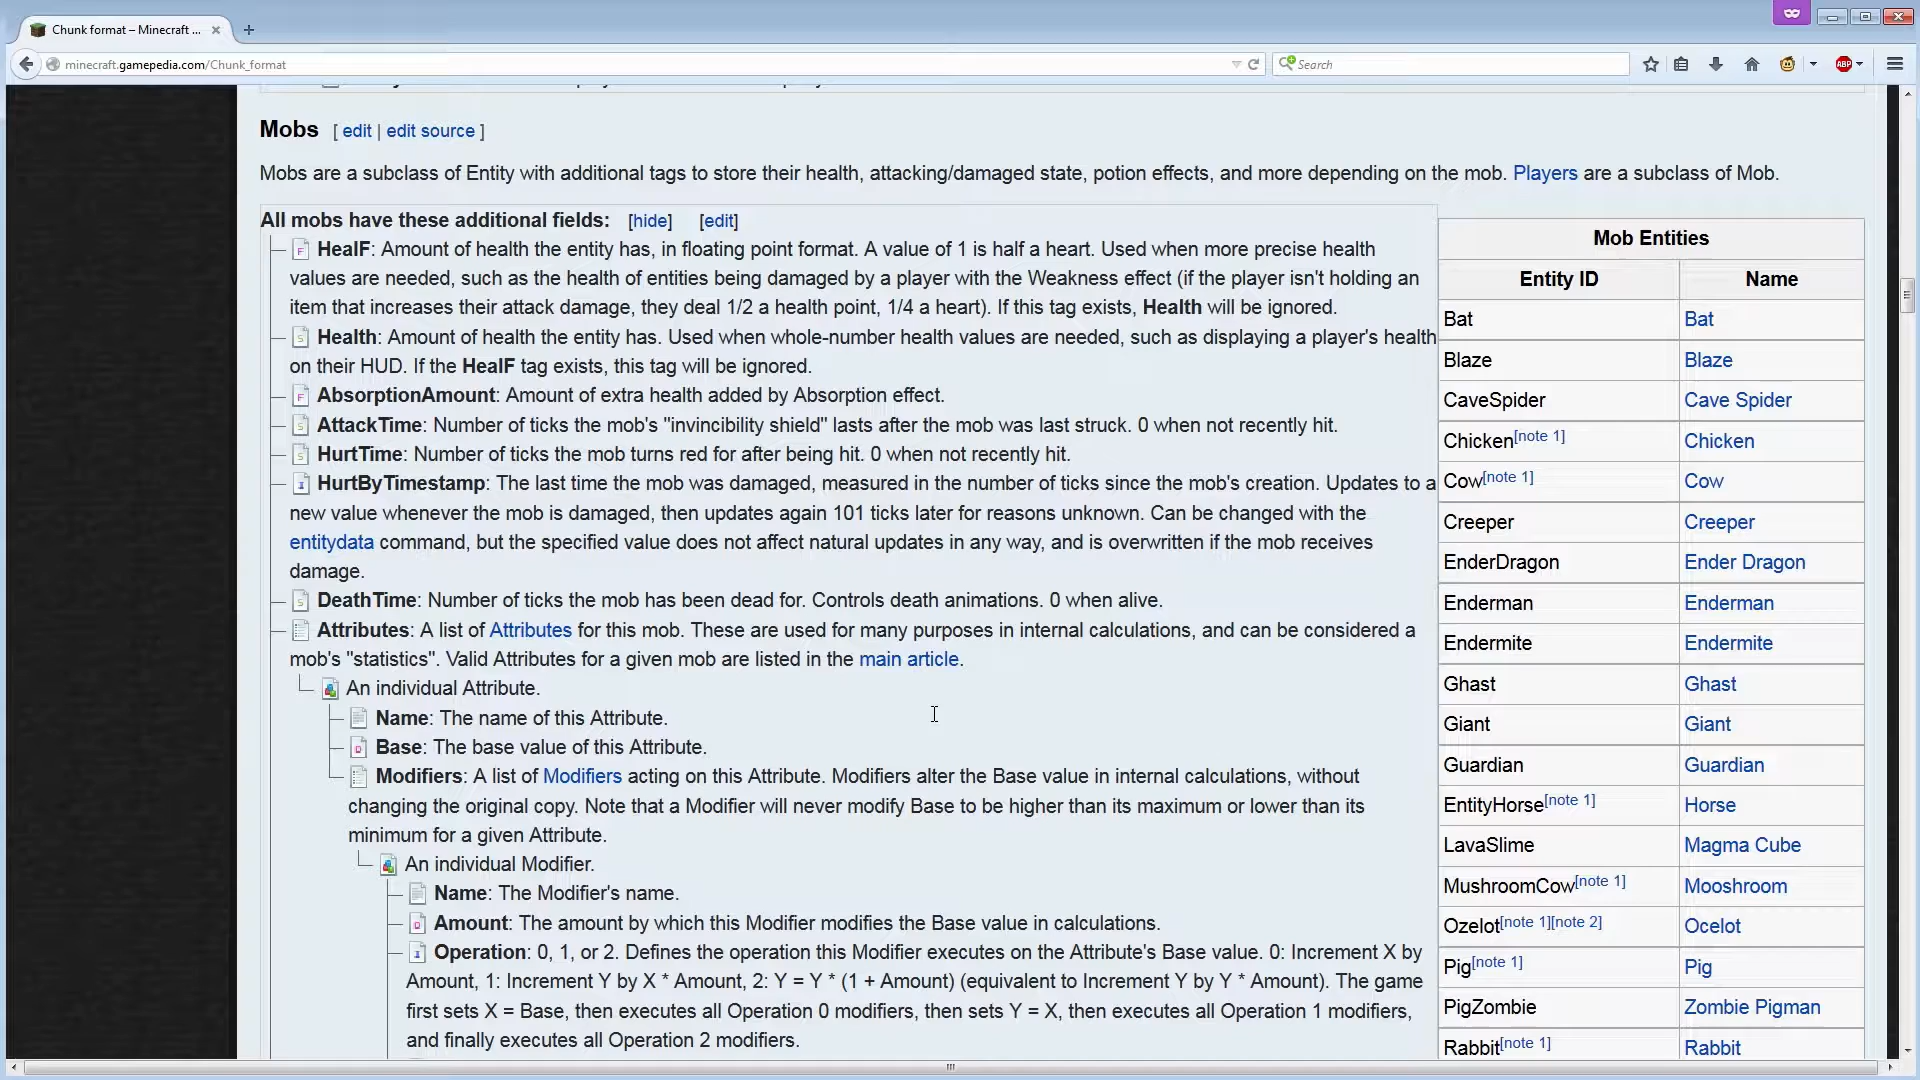 Chunk format – Minecraft ...
minecraft.gamepedia.com/Chunk_format
Search
ABP
Mobs [ edit | edit source ]
Mobs are a subclass of Entity with additional tags to store their health, attacking/damaged state, potion effects, and more depending on the mob. Players are a subclass of Mob.
All mobs have these additional fields: [hide] [edit]
HealF: Amount of health the entity has, in floating point format. A value of 1 is half a heart. Used when more precise health
values are needed, such as the health of entities being damaged by a player with the Weakness effect (if the player isn't holding an
item that increases their attack damage, they deal 1/2 a health point, 1/4 a heart). If this tag exists, Health will be ignored.
Health: Amount of health the entity has. Used when whole-number health values are needed, such as displaying a player's health
on their HUD. If the HealF tag exists, this tag will be ignored.
AbsorptionAmount: Amount of extra health added by Absorption effect.
AttackTime: Number of ticks the mob's "invincibility shield" lasts after the mob was last struck. 0 when not recently hit.
HurtTime: Number of ticks the mob turns red for after being hit. 0 when not recently hit.
HurtByTimestamp: The last time the mob was damaged, measured in the number of ticks since the mob's creation. Updates to a
new value whenever the mob is damaged, then updates again 101 ticks later for reasons unknown. Can be changed with the
entitydata command, but the specified value does not affect natural updates in any way, and is overwritten if the mob receives
damage.
DeathTime: Number of ticks the mob has been dead for. Controls death animations. 0 when alive.
Attributes: A list of Attributes for this mob. These are used for many purposes in internal calculations, and can be considered a
mob's "statistics". Valid Attributes for a given mob are listed in the main article.
An individual Attribute.
Name: The name of this Attribute.
Base: The base value of this Attribute.
Modifiers: A list of Modifiers acting on this Attribute. Modifiers alter the Base value in internal calculations, without
changing the original copy. Note that a Modifier will never modify Base to be higher than its maximum or lower than its
minimum for a given Attribute.
An individual Modifier.
Name: The Modifier's name.
Amount: The amount by which this Modifier modifies the Base value in calculations.
Operation: 0, 1, or 2. Defines the operation this Modifier executes on the Attribute's Base value. 0: Increment X by
Amount, 1: Increment Y by X * Amount, 2: Y = Y * (1 + Amount) (equivalent to Increment Y by Y * Amount). The game
first sets X = Base, then executes all Operation 0 modifiers, then sets Y = X, then executes all Operation 1 modifiers,
and finally executes all Operation 2 modifiers.
Mob Entities
Entity ID Name
Bat Bat
Blaze Blaze
CaveSpider Cave Spider
Chicken[note 1] Chicken
Cow[note 1] Cow
Creeper Creeper
EnderDragon Ender Dragon
Enderman Enderman
Endermite Endermite
Ghast Ghast
Giant Giant
Guardian Guardian
EntityHorse[note 1] Horse
LavaSlime Magma Cube
MushroomCow[note 1] Mooshroom
Ozelot[note 1][note 2] Ocelot
Pig[note 1] Pig
PigZombie Zombie Pigman
Rabbit[note 1] Rabbit